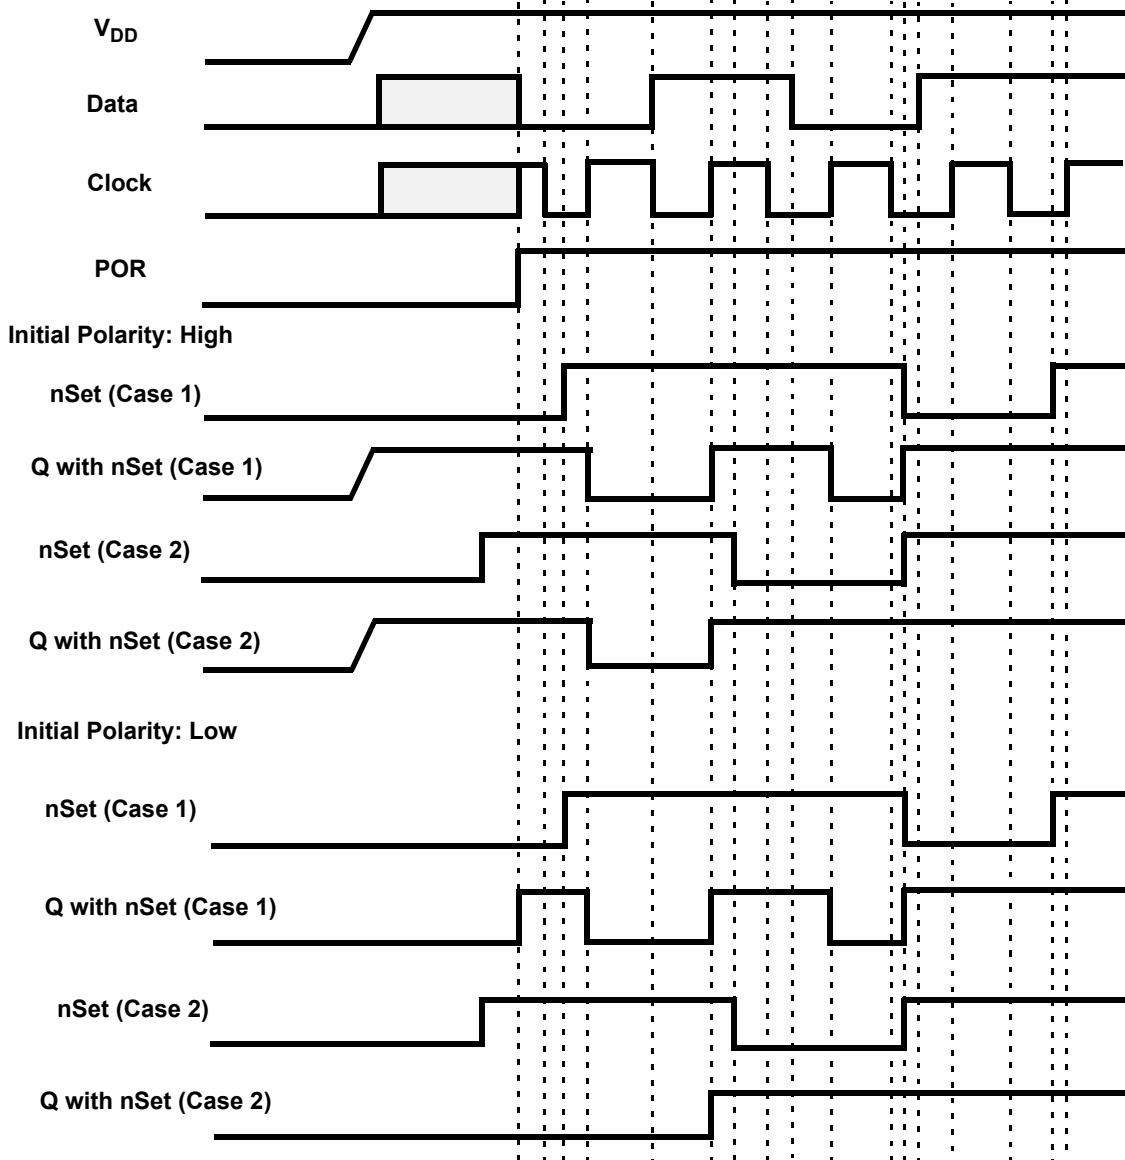 VDD
Data
Clock
POR
Initial Polarity: High
nSet (Case 1)
Q with nSet (Case 1)
nSet (Case 2)
Q with nSet (Case 2)
Initial Polarity: Low
nSet (Case 1)
Q with nSet (Case 1)
nSet (Case 2)
Q with nSet (Case 2)